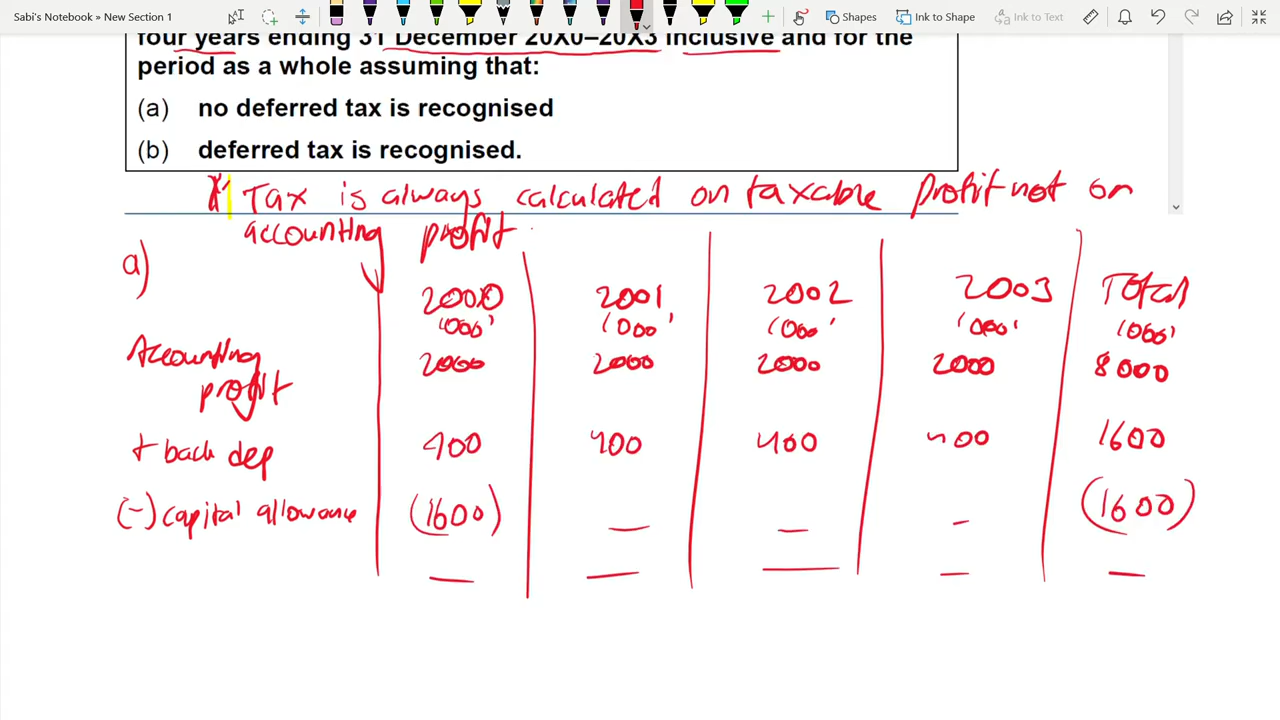 Sabi's Notebook » New Section 1
Shapes
Ink to Shape
Ink to Text
four years ending 31 December 20X0–20X3 inclusive and for the
period as a whole assuming that:
(a) no deferred tax is recognised
(b) deferred tax is recognised.
* Tax is always calculated on taxable profit not on
accounting profit
a)
2000 2001 2002 2003 Total
'000' '000' '000' '000' '000'
Accounting profit 2000 2000 2000 2000 8000
+ back dep 400 400 400 400 1600
(-) capital allowance (1600) — — — (1600)